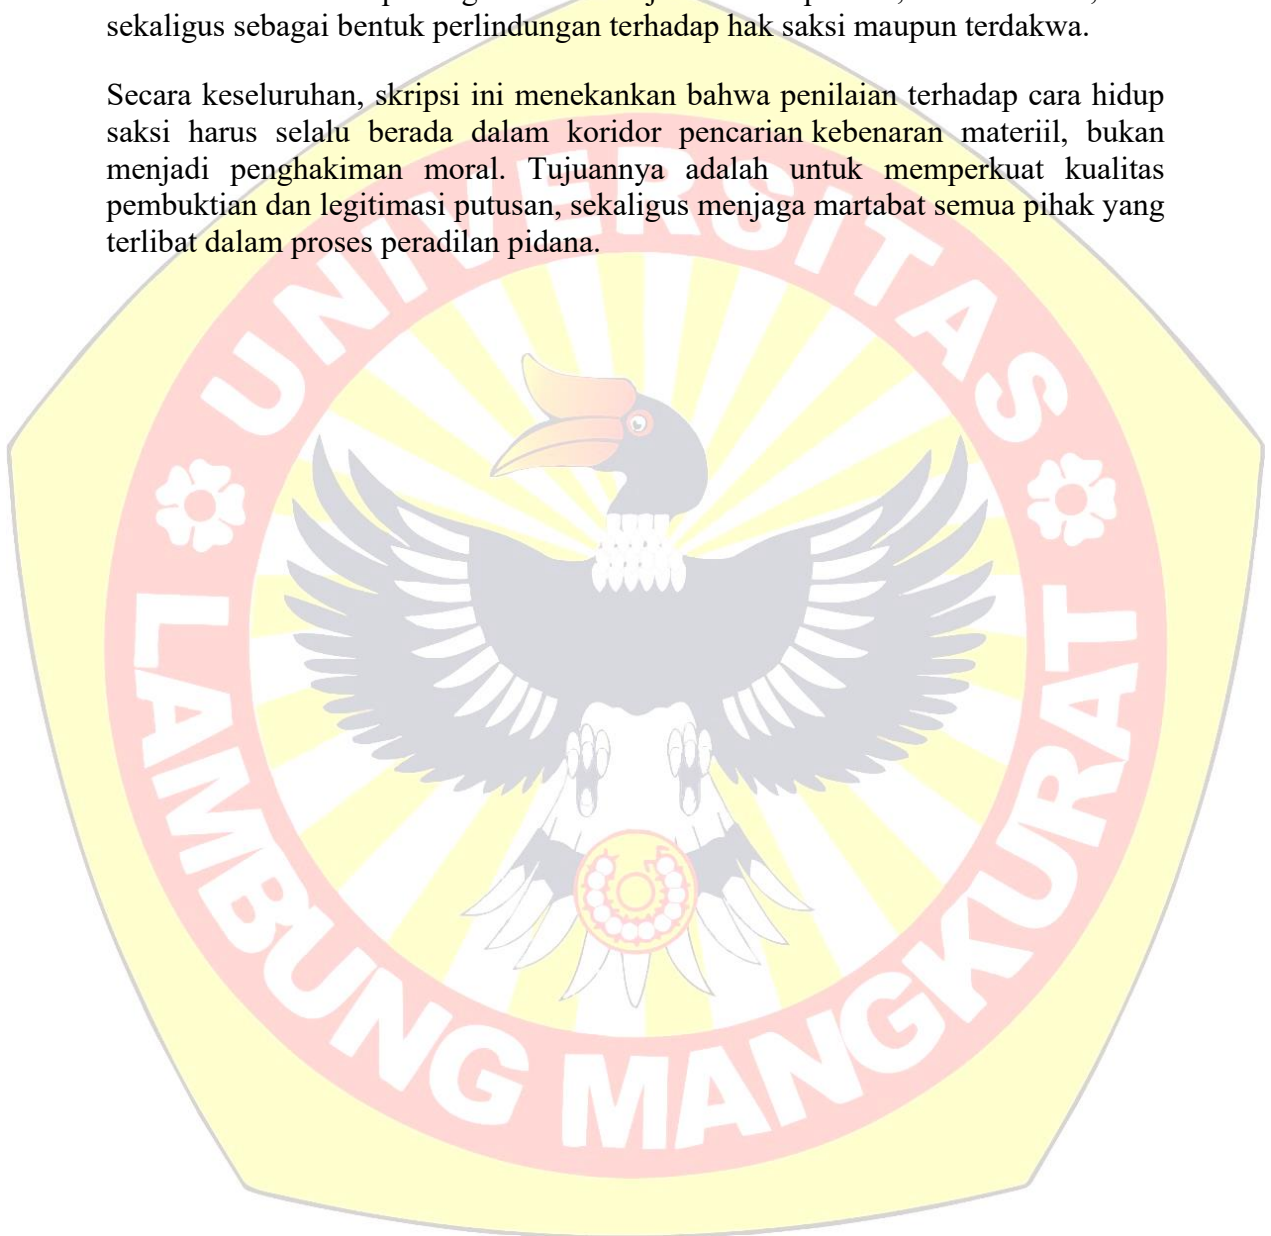 sekaligus sebagai bentuk perlindungan terhadap hak saksi maupun terdakwa.
Secara keseluruhan, skripsi ini menekankan bahwa penilaian terhadap cara hidup
saksi harus selalu berada dalam koridor pencarian kebenaran materiil, bukan
menjadi penghakiman moral. Tujuannya adalah untuk memperkuat kualitas
pembuktian dan legitimasi putusan, sekaligus menjaga martabat semua pihak yang
terlibat dalam proses peradilan pidana.
UNIVERSITAS
LAMBUNG MANGKURAT